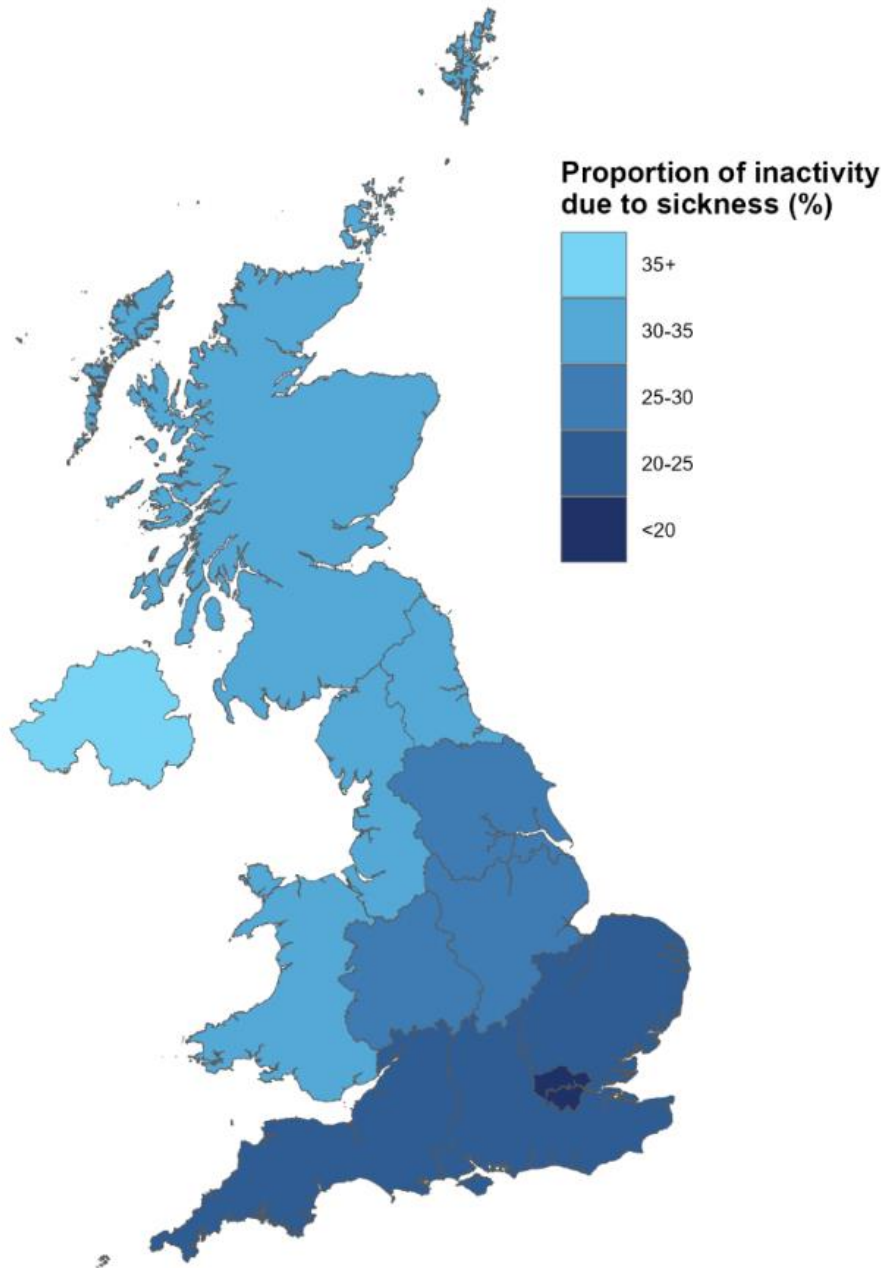 Proportion of inactivity
due to sickness (%)
35+
30-35
25-30
20-25
<20